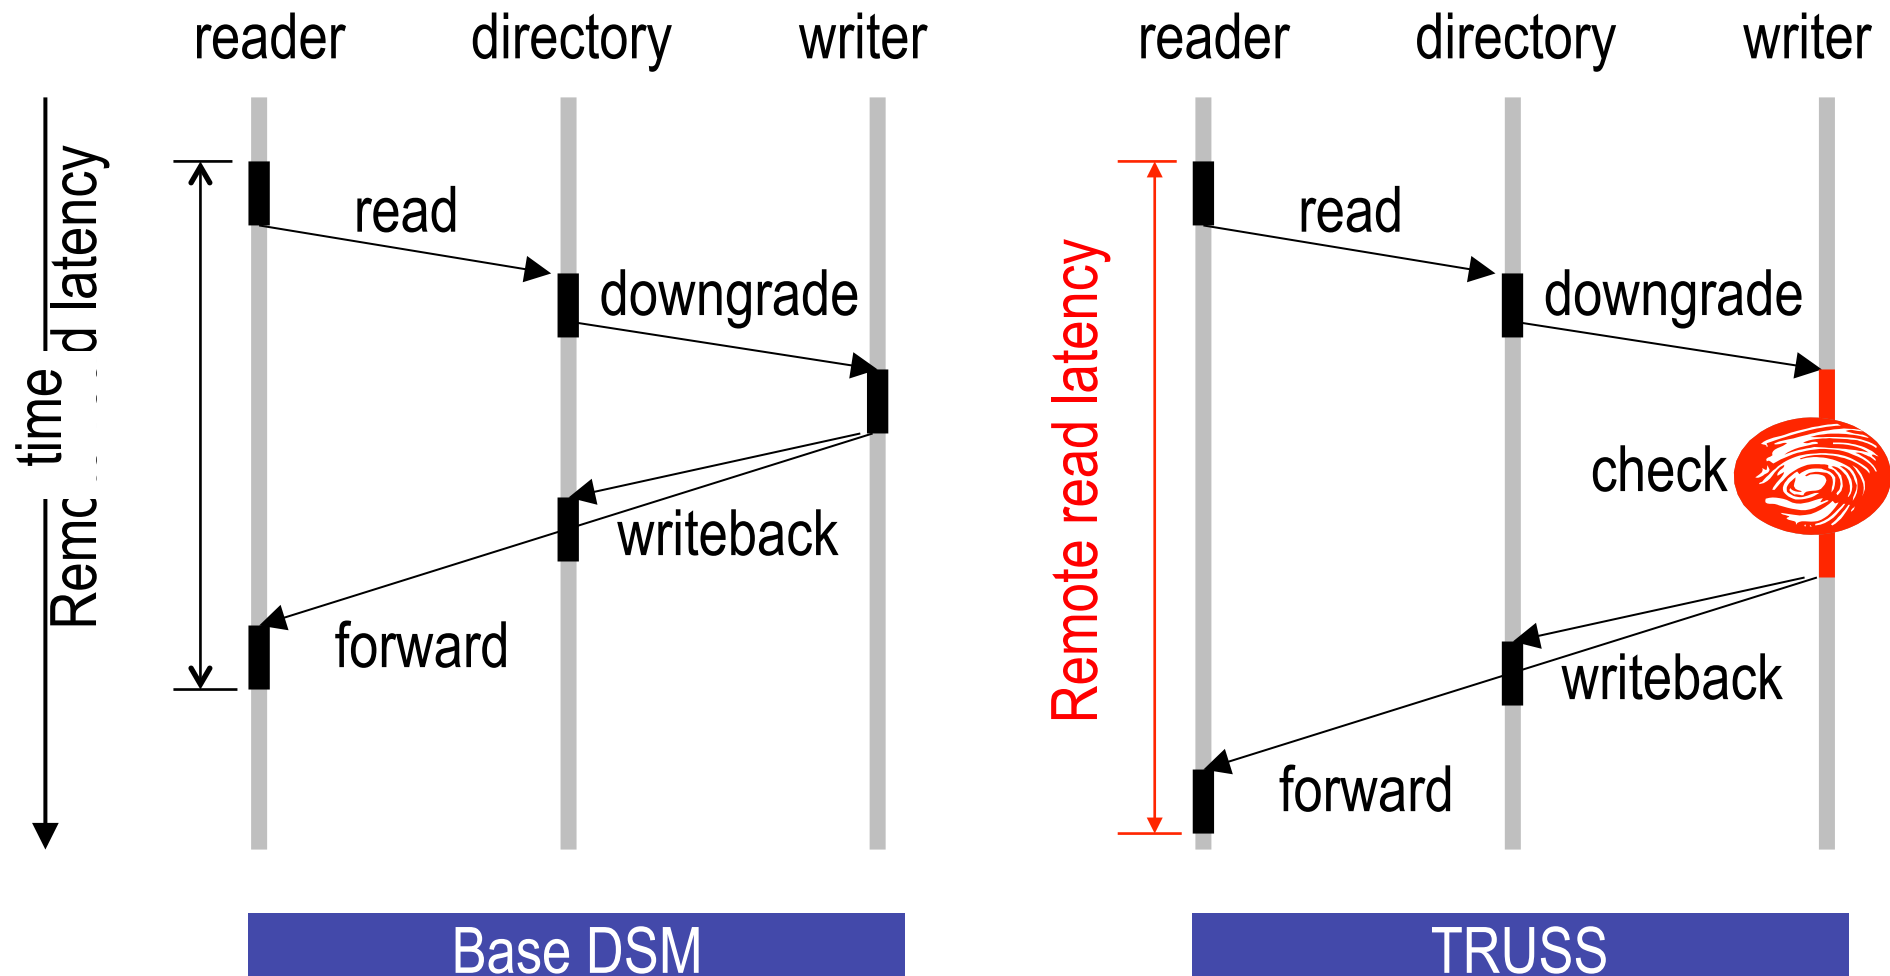 reader directory writer
reader directory writer
time
latency
read
downgrade
writeback
forward
Remote read latency
read
downgrade
check
writeback
forward
Base DSM
TRUSS